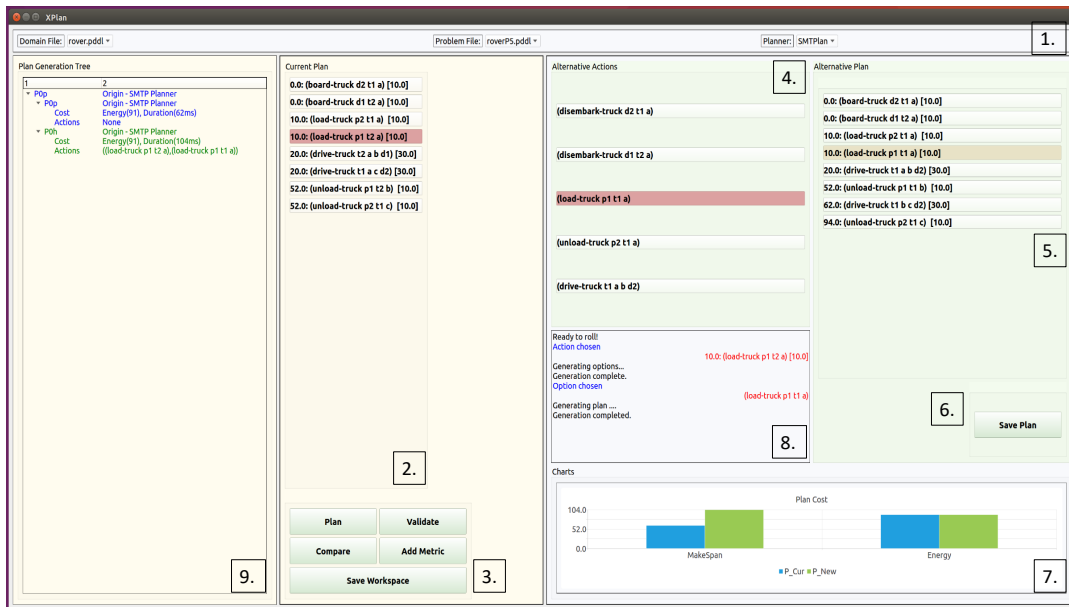 XPlan
Domain File: rover.pddl
Problem File: roverP5.pddl
Planner: SMTPlan
1.
Plan Generation Tree
1 2
P0p Origin - SMTP Planner
P0p Origin - SMTP Planner
Cost Energy(91), Duration(62ms)
Actions None
P0h Origin - SMTP Planner
Cost Energy(91), Duration(104ms)
Actions ((load-truck p1 t2 a),(load-truck p1 t1 a))
9.
Current Plan
0.0: (board-truck d2 t1 a) [10.0]
0.0: (board-truck d1 t2 a) [10.0]
10.0: (load-truck p2 t1 a) [10.0]
10.0: (load-truck p1 t2 a) [10.0]
20.0: (drive-truck t2 a b d1) [30.0]
20.0: (drive-truck t1 a c d2) [30.0]
52.0: (unload-truck p1 t2 b) [10.0]
52.0: (unload-truck p2 t1 c) [10.0]
2.
Plan
Validate
Compare
Add Metric
Save Workspace
3.
Alternative Actions
4.
(disembark-truck d2 t1 a)
(disembark-truck d1 t2 a)
(load-truck p1 t1 a)
(unload-truck p2 t1 a)
(drive-truck t1 a b d2)
Alternative Plan
0.0: (board-truck d2 t1 a) [10.0]
0.0: (board-truck d1 t2 a) [10.0]
10.0: (load-truck p2 t1 a) [10.0]
10.0: (load-truck p1 t1 a) [10.0]
20.0: (drive-truck t1 a b d2) [30.0]
52.0: (unload-truck p1 t1 b) [10.0]
62.0: (drive-truck t1 b c d2) [30.0]
94.0: (unload-truck p2 t1 c) [10.0]
5.
Ready to roll!
Action chosen
10.0: (load-truck p1 t2 a) [10.0]
Generating options...
Generation complete.
Option chosen
(load-truck p1 t1 a)
Generating plan ....
Generation completed.
8.
6.
Save Plan
Charts
Plan Cost
104.0
52.0
0.0
MakeSpan
Energy
P_Cur P_New
7.